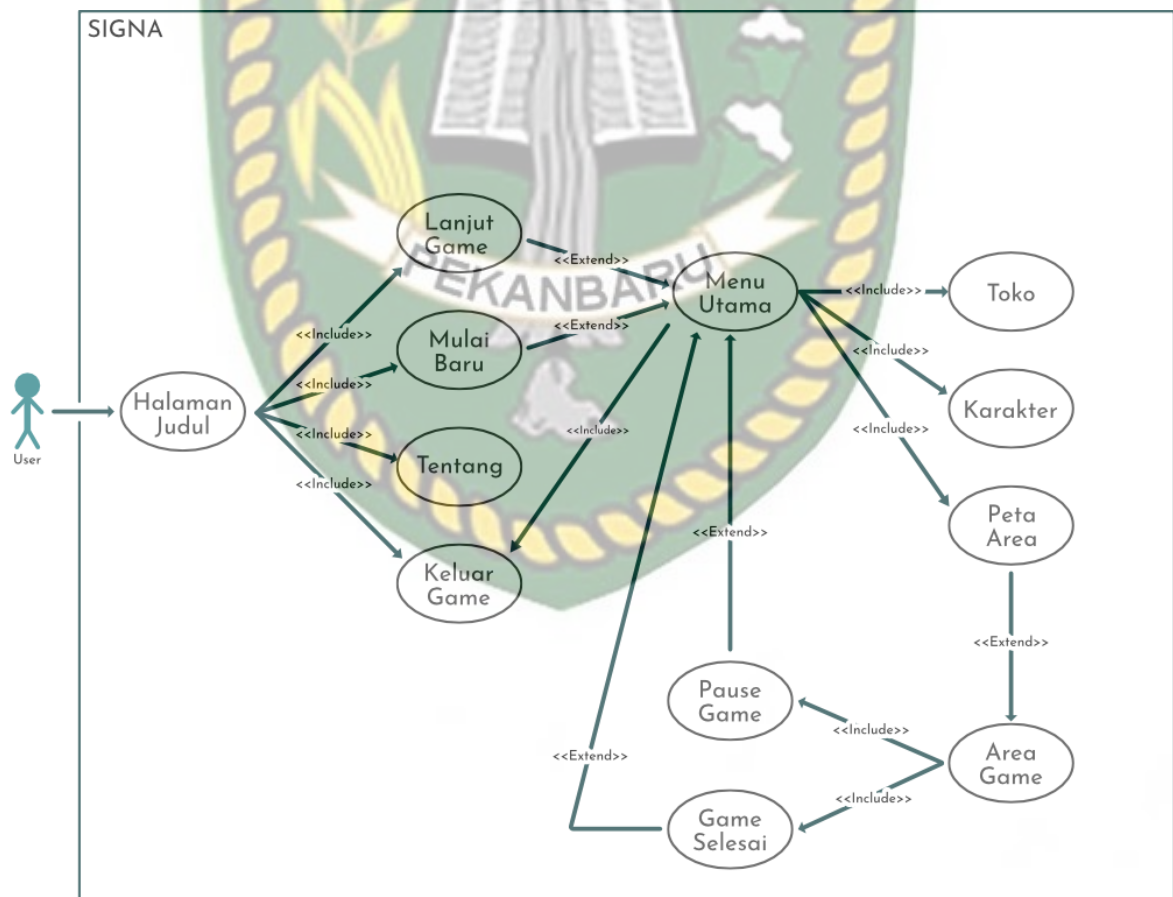 SIGNA
Lanjut
Game
<<Extend>>
PEKANBARU
Menu
Utama
<<Include>>
Toko
<<Include>>
Mulai
Baru
<<Extend>>
<<Include>>
User
Halaman
Judul
<<Include>>
Karakter
<<Include>>
<<Include>>
<<Include>>
Tentang
<<Include>>
Peta
Area
<<Extend>>
Keluar
Game
<<Extend>>
Pause
Game
<<Include>>
<<Extend>>
Area
Game
<<Include>>
Game
Selesai